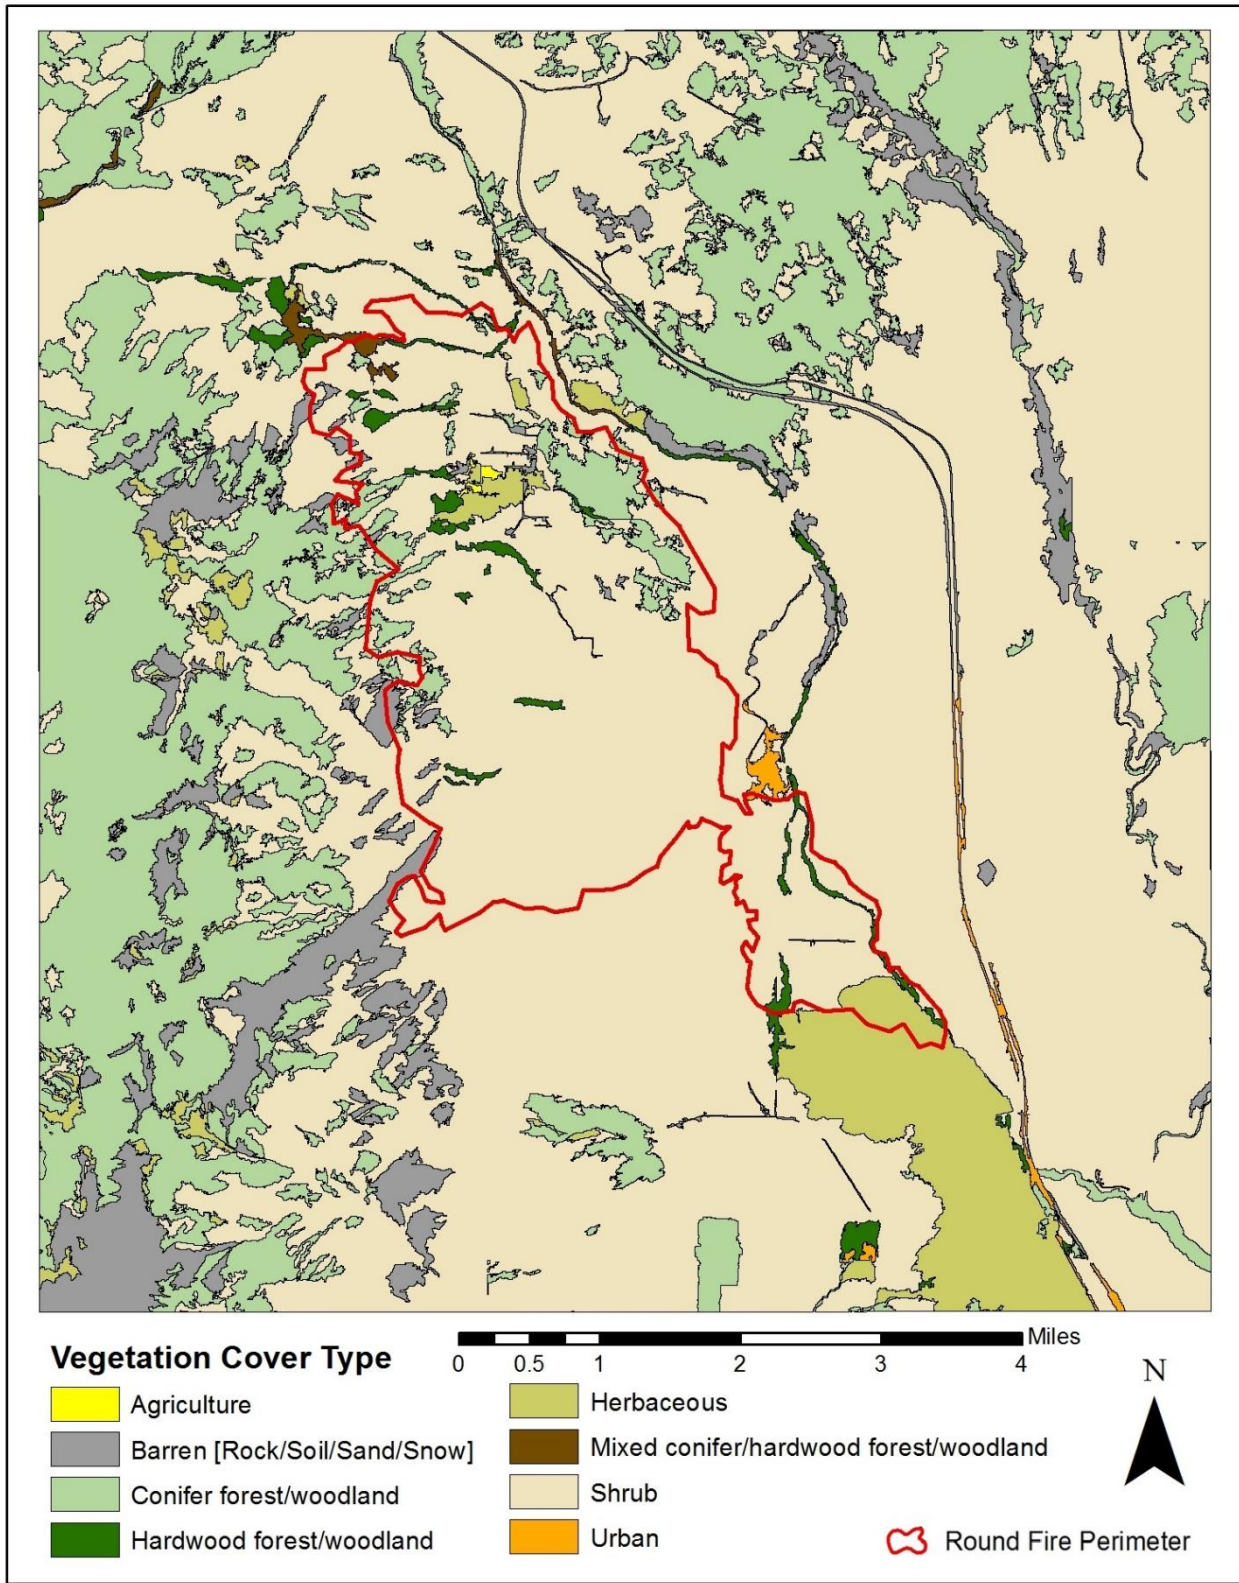 Vegetation Cover Type
Miles
0 0.5 1 2 3 4
N
Agriculture
Barren [Rock/Soil/Sand/Snow]
Conifer forest/woodland
Hardwood forest/woodland
Herbaceous
Mixed conifer/hardwood forest/woodland
Shrub
Urban
Round Fire Perimeter